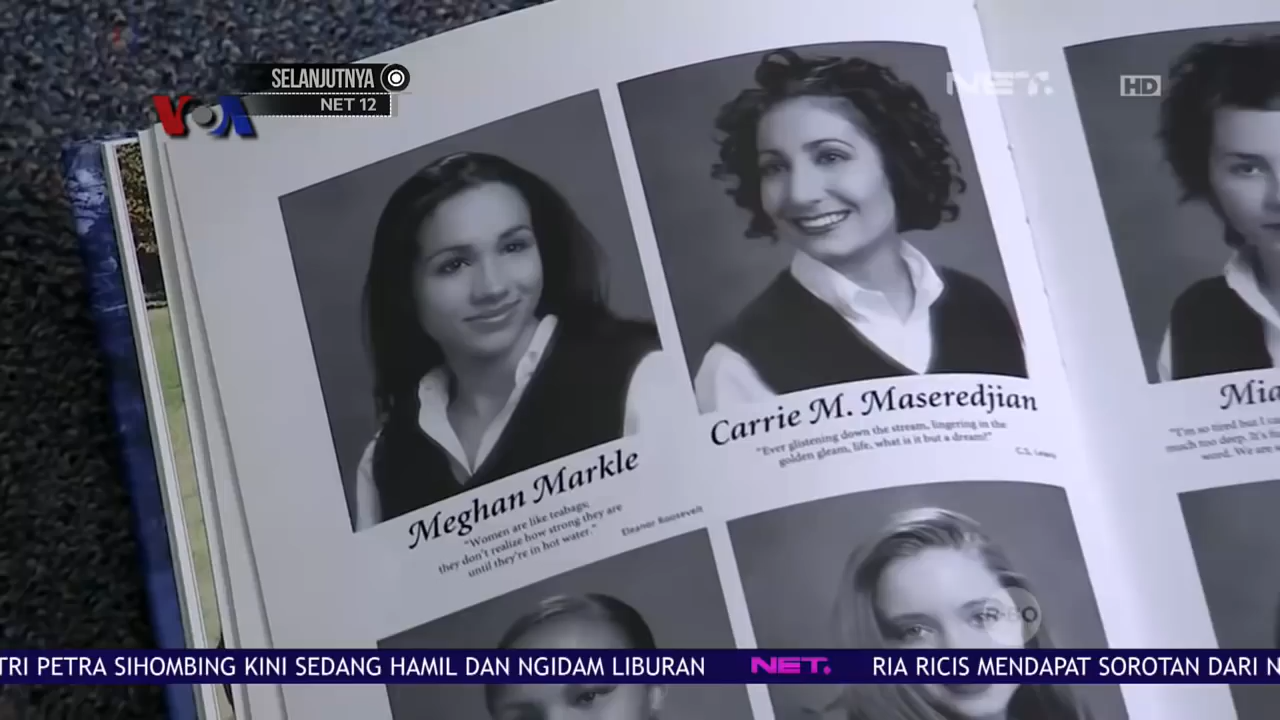 SELANJUTNYA
NET 12
VOA
NET.
HD
Meghan Markle
"Women are like teabags;
they don't realize how strong they are
until they're in hot water."
Eleanor Roosevelt
Carrie M. Maseredjian
"Ever glistening down the stream, lingering in the
golden gleam, life, what is it but a dream?"
C.S. Lewis
Mia
"I'm so tired but I
much too deep. It's
word. We are
R-BO
TRI PETRA SIHOMBING KINI SEDANG HAMIL DAN NGIDAM LIBURAN
NET.
RIA RICIS MENDAPAT SOROTAN DARI N